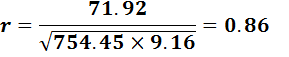 r = 71.92 / √(754.45 × 9.16) = 0.86